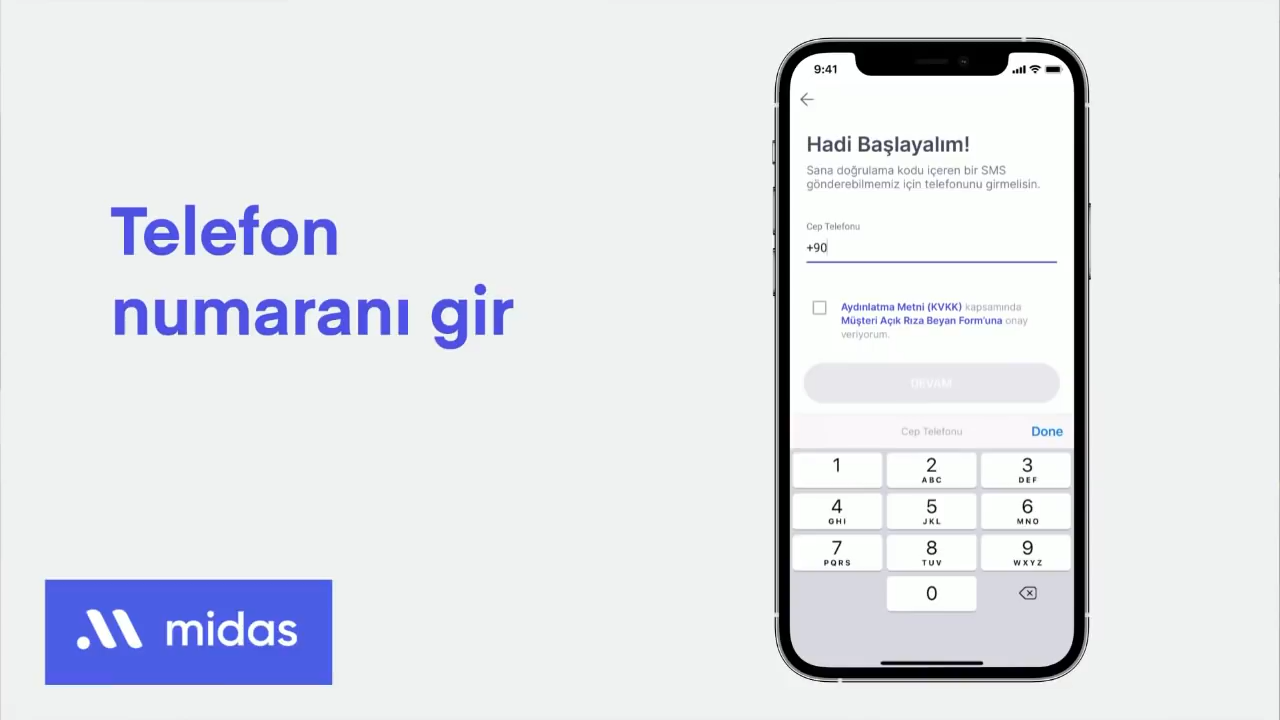 Telefon
numaranı gir
midas
9:41
Hadi Başlayalım!
Sana doğrulama kodu içeren bir SMS
gönderebilmemiz için telefonunu girmelisin.
Cep Telefonu
+90
Aydınlatma Metni (KVKK) kapsamında
Müşteri Açık Rıza Beyan Form'una onay
veriyorum.
DEVAM
Cep Telefonu Done
1 2 3
ABC DEF
4 5 6
GHI JKL MNO
7 8 9
PQRS TUV WXYZ
0